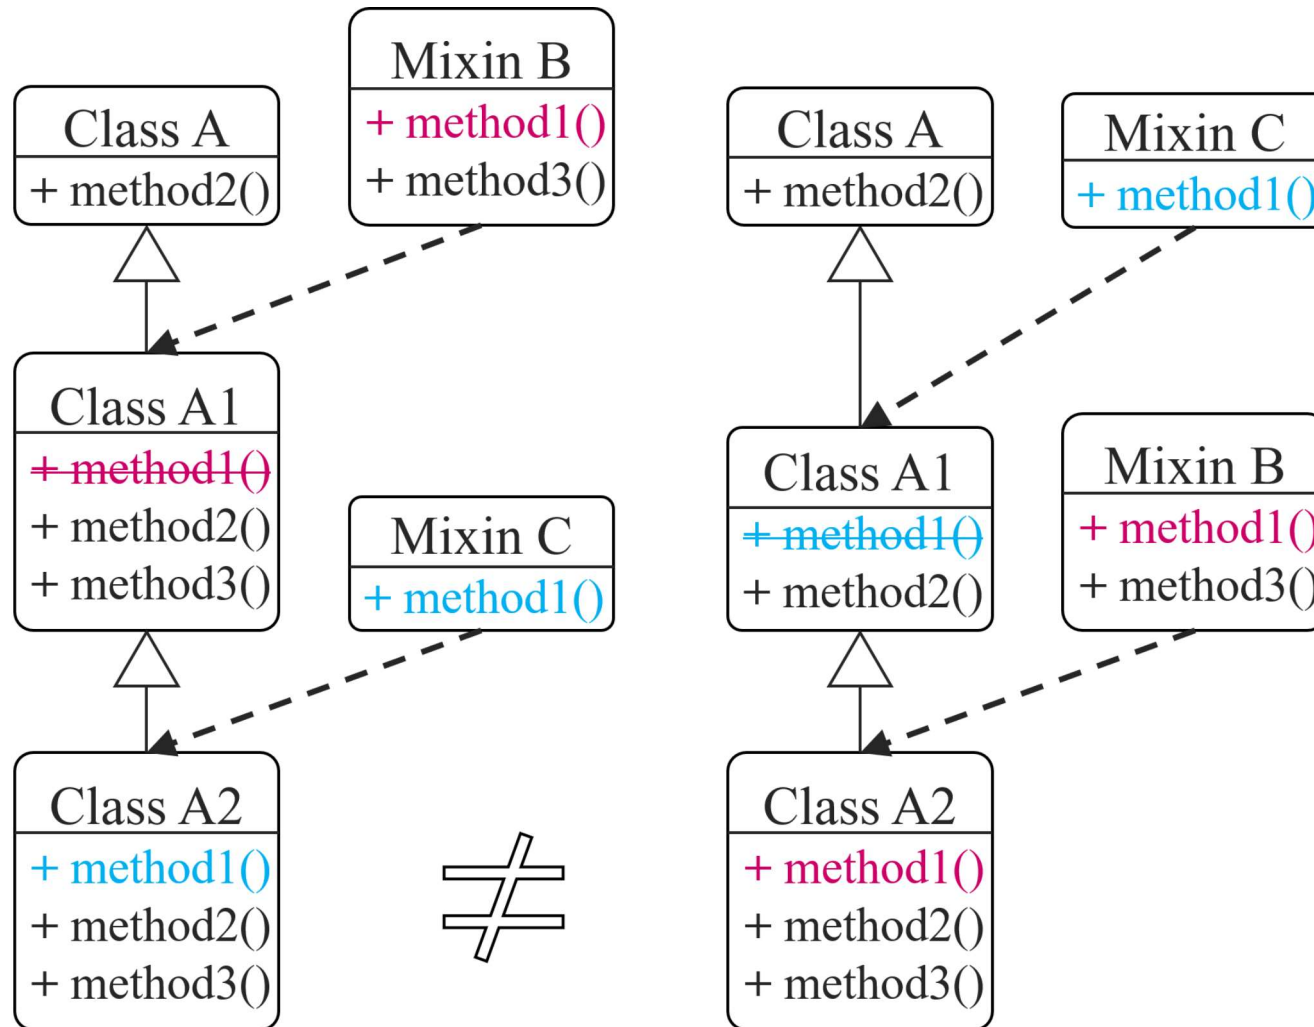 Class A
+ method2()
Mixin B
+ method1()
+ method3()
Class A1
+ method1()
+ method2()
+ method3()
Mixin C
+ method1()
Class A2
+ method1()
+ method2()
+ method3()
≠
Class A
+ method2()
Mixin C
+ method1()
Class A1
+ method1()
+ method2()
Mixin B
+ method1()
+ method3()
Class A2
+ method1()
+ method2()
+ method3()